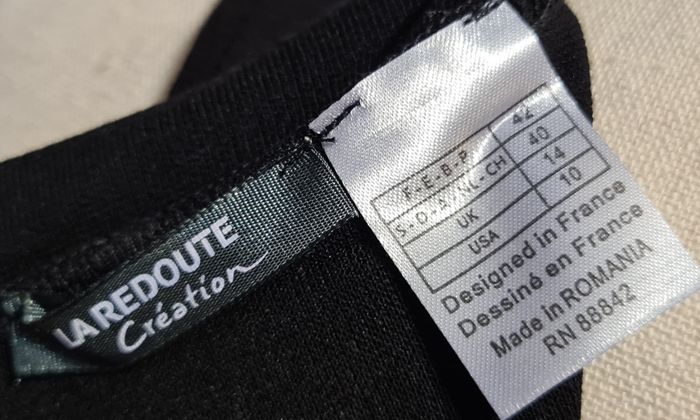 LA REDOUTE
Création
F-E-B-P 42
S-D-A/NL-CH 40
UK 14
USA 10
Designed in France
Dessiné en France
Made in ROMANIA
RN 88842